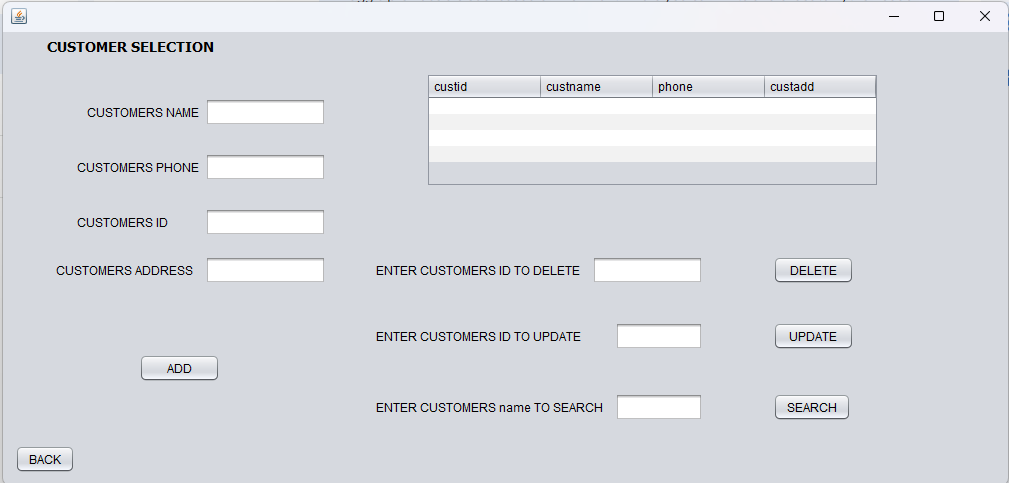 CUSTOMER SELECTION
custid custname phone custadd
CUSTOMERS NAME
CUSTOMERS PHONE
CUSTOMERS ID
CUSTOMERS ADDRESS
ENTER CUSTOMERS ID TO DELETE DELETE
ENTER CUSTOMERS ID TO UPDATE UPDATE
ADD
ENTER CUSTOMERS name TO SEARCH SEARCH
BACK